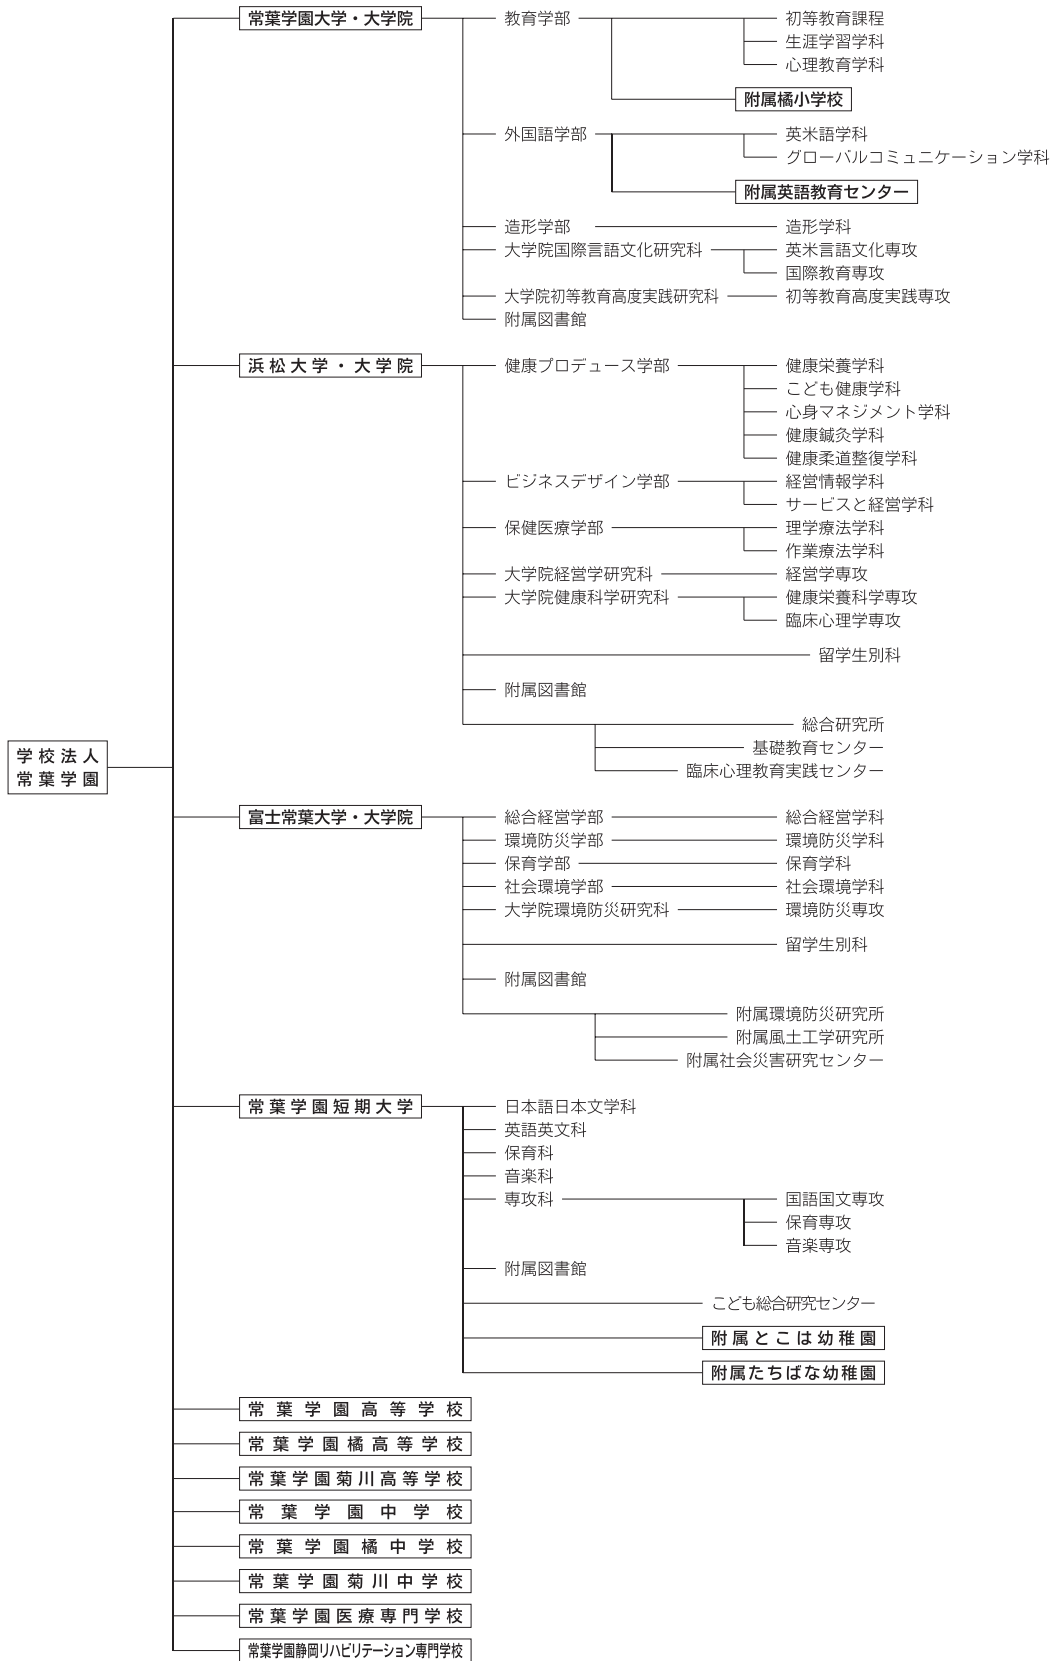 学校法人
常葉学園
常葉学園大学・大学院
教育学部
初等教育課程
生涯学習学科
心理教育学科
附属橘小学校
外国語学部
英米語学科
グローバルコミュニケーション学科
附属英語教育センター
造形学部
造形学科
大学院国際言語文化研究科
英米言語文化専攻
国際教育専攻
大学院初等教育高度実践研究科
初等教育高度実践専攻
附属図書館
浜松大学・大学院
健康プロデュース学部
健康栄養学科
こども健康学科
心身マネジメント学科
健康鍼灸学科
健康柔道整復学科
ビジネスデザイン学部
経営情報学科
サービスと経営学科
保健医療学部
理学療法学科
作業療法学科
大学院経営学研究科
経営学専攻
大学院健康科学研究科
健康栄養科学専攻
臨床心理学専攻
留学生別科
附属図書館
総合研究所
基礎教育センター
臨床心理教育実践センター
富士常葉大学・大学院
総合経営学部
総合経営学科
環境防災学部
環境防災学科
保育学部
保育学科
社会環境学部
社会環境学科
大学院環境防災研究科
環境防災専攻
留学生別科
附属図書館
附属環境防災研究所
附属風土工学研究所
附属社会災害研究センター
常葉学園短期大学
日本語日本文学科
英語英文科
保育科
音楽科
専攻科
国語国文専攻
保育専攻
音楽専攻
附属図書館
こども総合研究センター
附属とこは幼稚園
附属たちばな幼稚園
常葉学園高等学校
常葉学園橘高等学校
常葉学園菊川高等学校
常葉学園中学校
常葉学園橘中学校
常葉学園菊川中学校
常葉学園医療専門学校
常葉学園静岡リハビリテーション専門学校